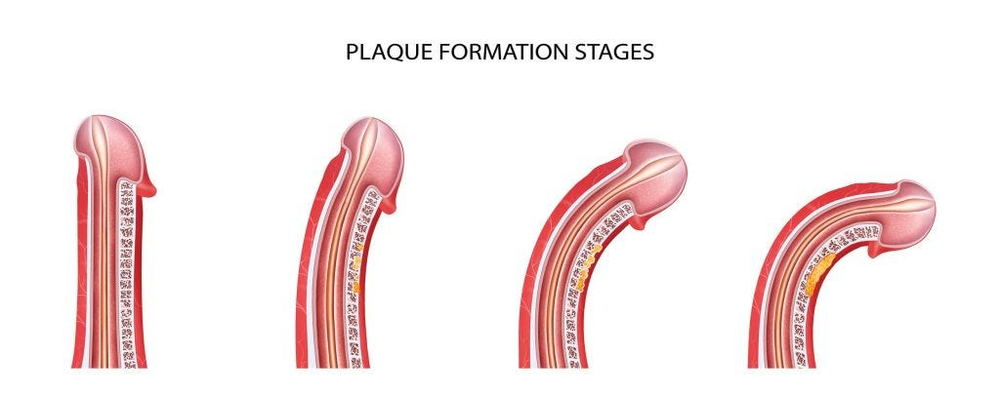 PLAQUE FORMATION STAGES